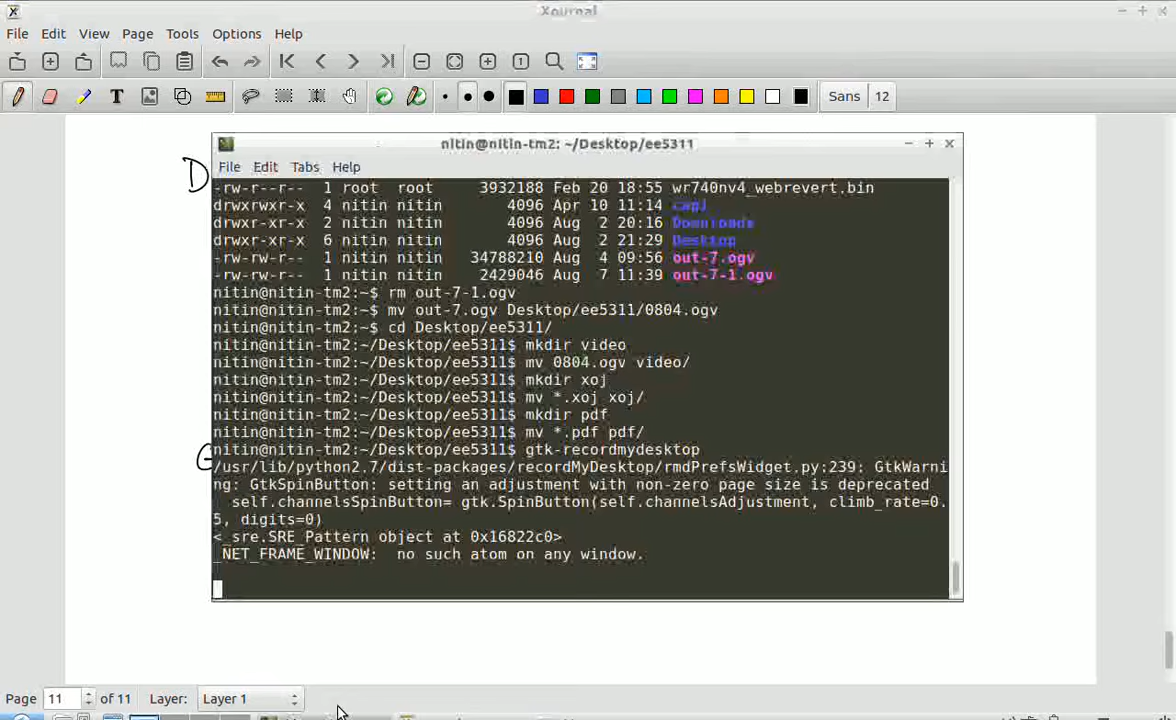 Xournal
File Edit View Page Tools Options Help
Sans 12
nitin@nitin-tm2: ~/Desktop/ee5311
D
File Edit Tabs Help
-rw-r--r-- 1 root root 3932188 Feb 20 18:55 wr740nv4_webrevert.bin
drwxrwxr-x 4 nitin nitin 4096 Apr 10 11:14 capl
drwxr-xr-x 2 nitin nitin 4096 Aug 2 20:16 Downloads
drwxr-xr-x 6 nitin nitin 4096 Aug 2 21:29 Desktop
-rw-rw-r-- 1 nitin nitin 34788210 Aug 4 09:56 out-7.ogv
-rw-rw-r-- 1 nitin nitin 2429046 Aug 7 11:39 out-7-1.ogv
nitin@nitin-tm2:~$ rm out-7-1.ogv
nitin@nitin-tm2:~$ mv out-7.ogv Desktop/ee5311/0804.ogv
nitin@nitin-tm2:~$ cd Desktop/ee5311/
nitin@nitin-tm2:~/Desktop/ee5311$ mkdir video
nitin@nitin-tm2:~/Desktop/ee5311$ mv 0804.ogv video/
nitin@nitin-tm2:~/Desktop/ee5311$ mkdir xoj
nitin@nitin-tm2:~/Desktop/ee5311$ mv *.xoj xoj/
nitin@nitin-tm2:~/Desktop/ee5311$ mkdir pdf
nitin@nitin-tm2:~/Desktop/ee5311$ mv *.pdf pdf/
nitin@nitin-tm2:~/Desktop/ee5311$ gtk-recordmydesktop
/usr/lib/python2.7/dist-packages/recordMyDesktop/rmdPrefsWidget.py:239: GtkWarni
ng: GtkSpinButton: setting an adjustment with non-zero page size is deprecated
self.channelsSpinButton= gtk.SpinButton(self.channelsAdjustment, climb_rate=0.
5, digits=0)
<_sre.SRE_Pattern object at 0x16822c0>
_NET_FRAME_WINDOW: no such atom on any window.
Page 11 of 11 Layer: Layer 1